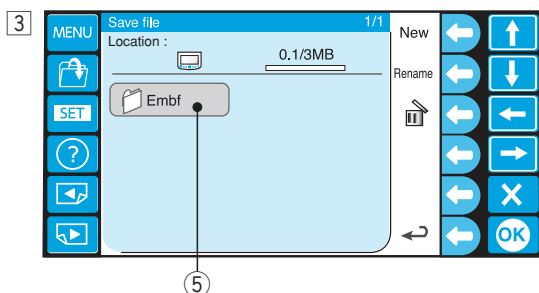 3
MENU
Save file 1/1
New
Location :
0.1/3MB
Rename
Embf
SET
?
X
OK
5